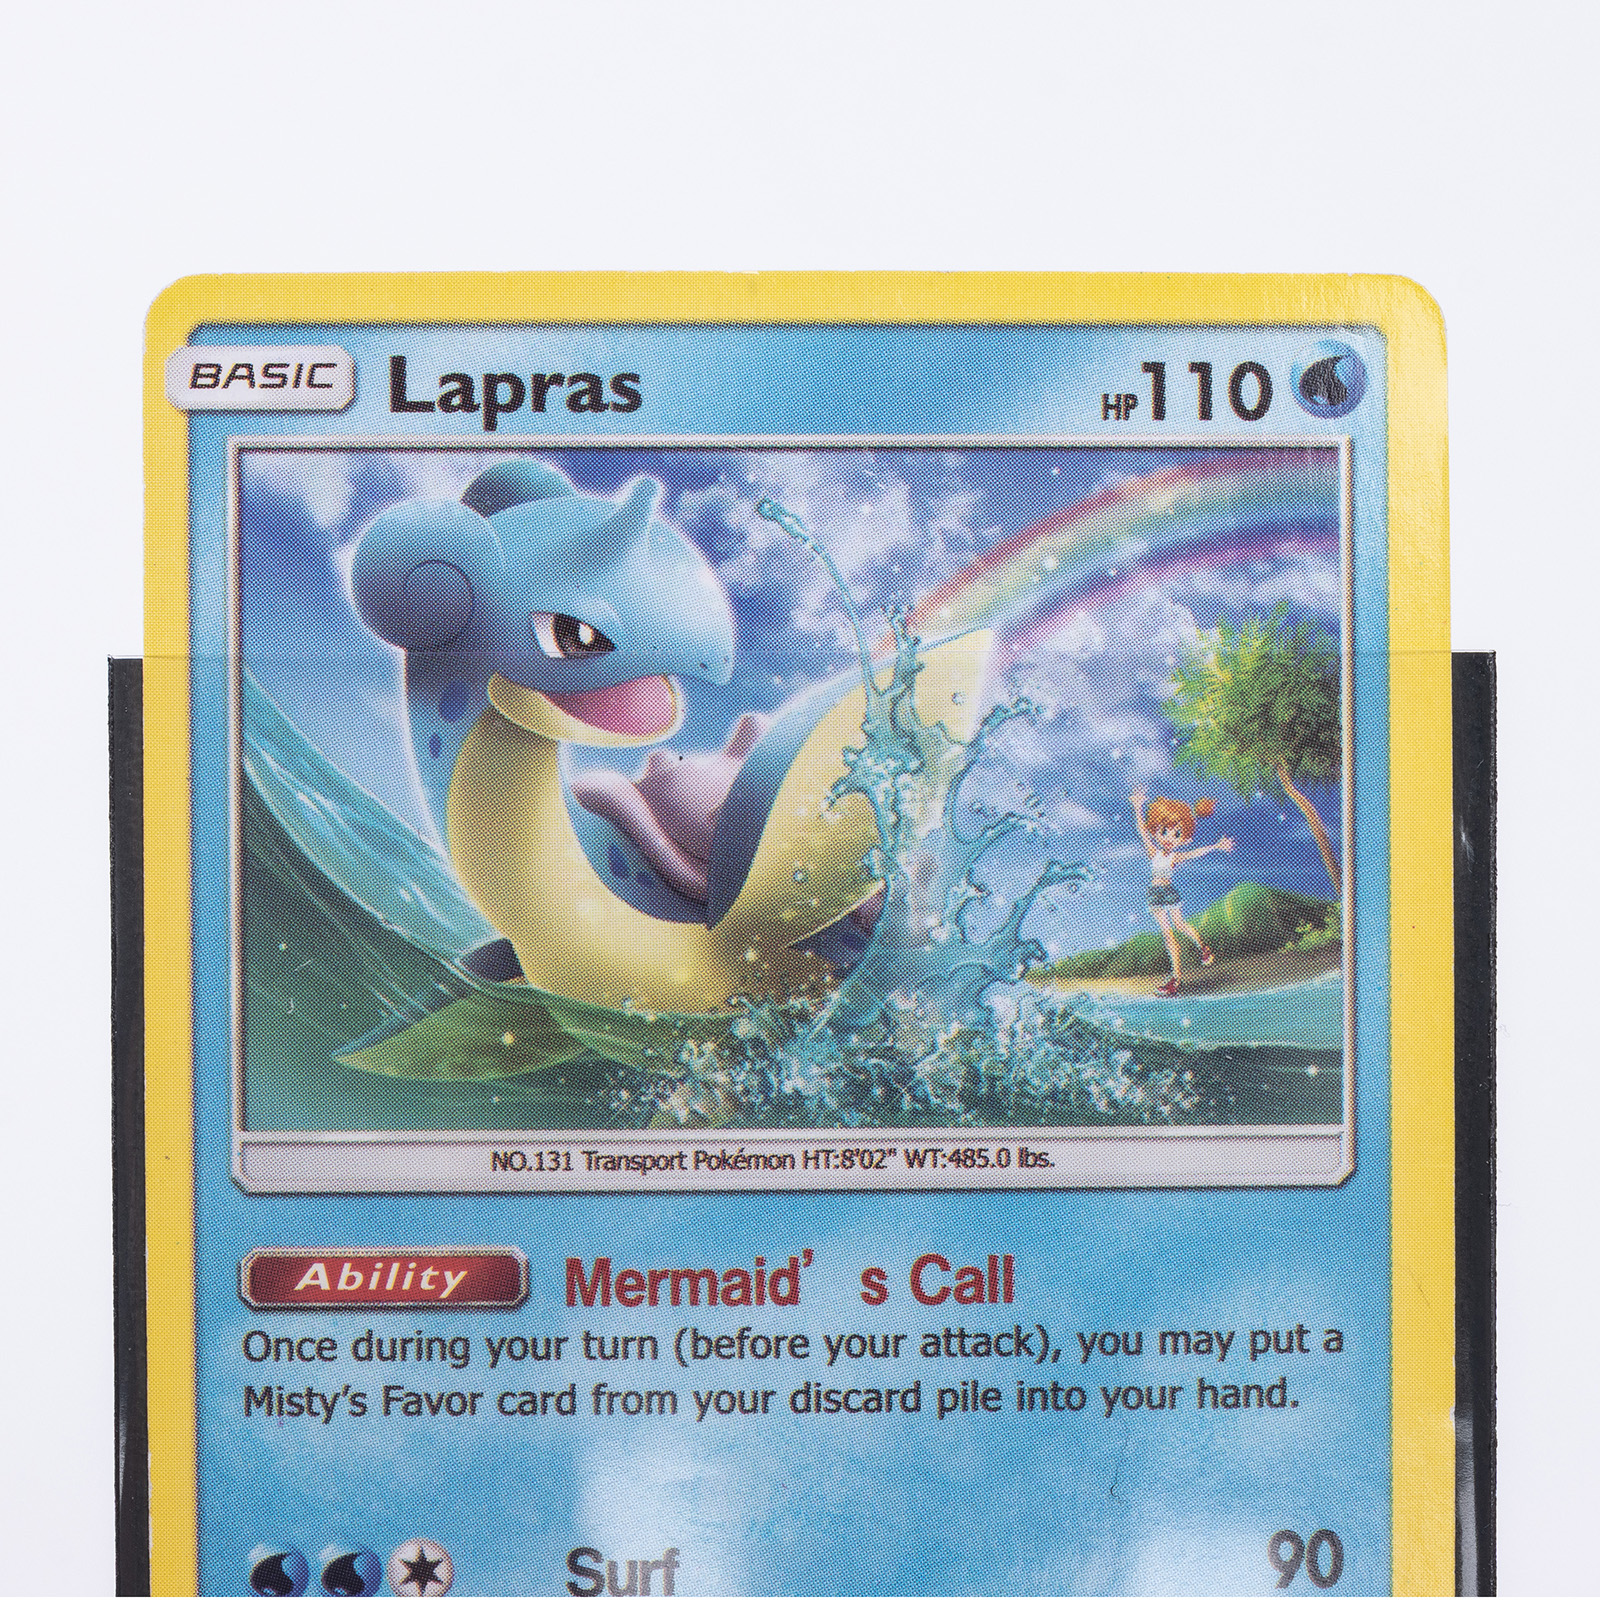 BASIC Lapras HP 110
NO.131 Transport Pokémon HT:8'02" WT:485.0 lbs.
Ability Mermaid’ s Call
Once during your turn (before your attack), you may put a
Misty's Favor card from your discard pile into your hand.
Surf 90